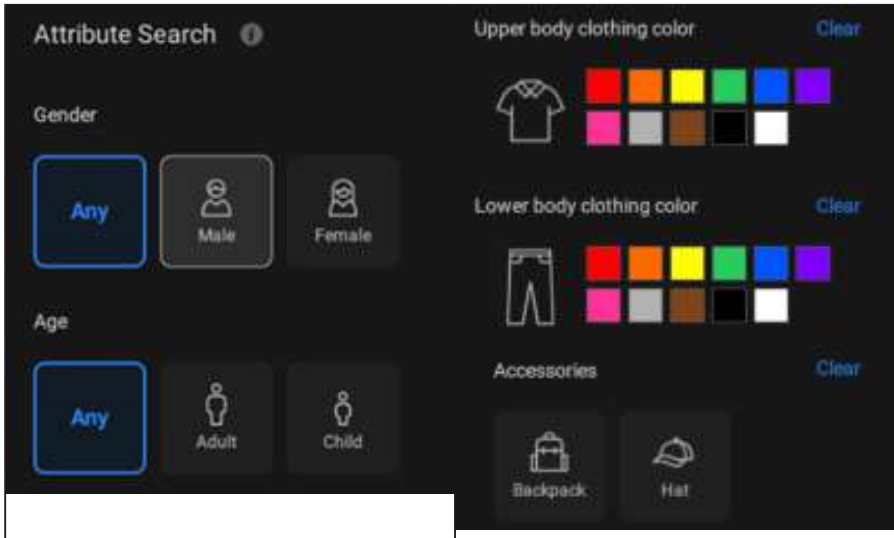 Attribute Search
Gender
Any
Male
Female
Age
Any
Adult
Child
Upper body clothing color Clear
Lower body clothing color Clear
Accessories Clear
Backpack
Hat